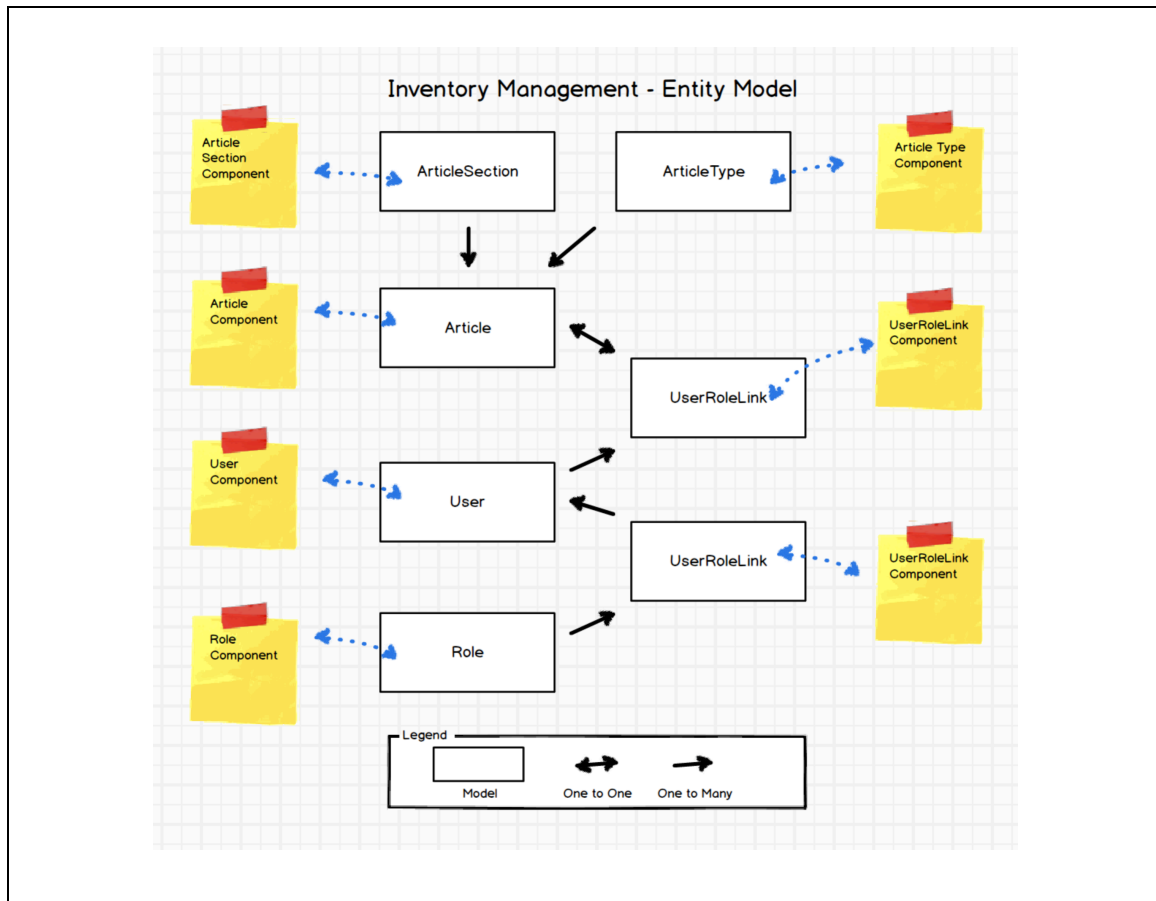 Inventory Management - Entity Model
Article
Section
Component
ArticleSection
ArticleType
Article Type
Component
Article
Component
Article
UserRoleLink
Component
UserRoleLink
User
Component
User
UserRoleLink
UserRoleLink
Component
Role
Component
Role
Legend
Model
One to One
One to Many